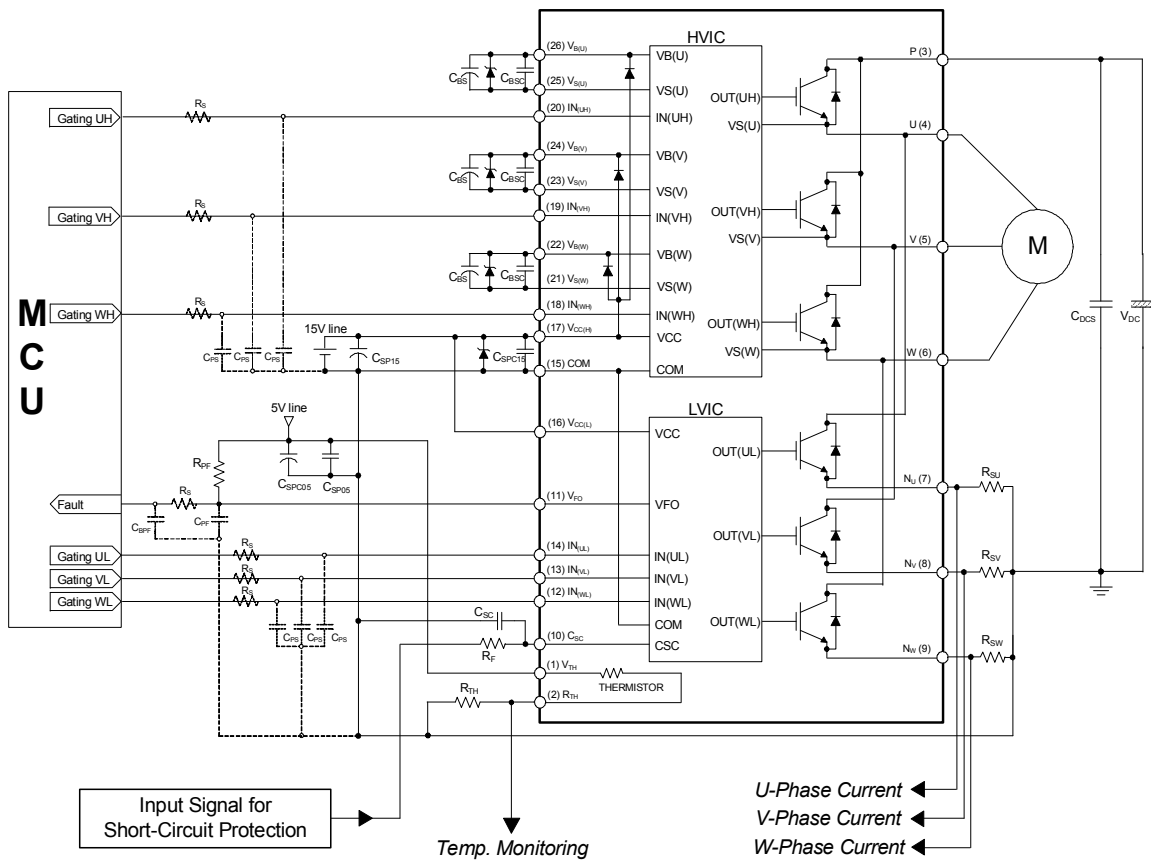 HVIC
(26) VB(U)
VB(U)
P (3)
CBS
CBSC
(25) VS(U)
VS(U)
OUT(UH)
RS
Gating UH
(20) IN(UH)
IN(UH)
VS(U)
U (4)
(24) VB(V)
VB(V)
CBS
CBSC
(23) VS(V)
VS(V)
RS
Gating VH
(19) IN(VH)
IN(VH)
OUT(VH)
VS(V)
V (5)
M
(22) VB(W)
VB(W)
CBS
CBSC
(21) VS(W)
VS(W)
RS
Gating WH
(18) IN(WH)
IN(WH)
OUT(WH)
CDCS
VDC
MCU
15V line
(17) VCC(H)
VCC
VS(W)
W (6)
CPS
CPS
CPS
CSP15
CSPC15
(15) COM
COM
5V line
LVIC
(16) VCC(L)
VCC
OUT(UL)
RPF
CSPC05
CSP05
NU (7)
RSU
RS
Fault
(11) VFO
VFO
CBPF
CPF
OUT(VL)
RS
Gating UL
(14) IN(UL)
IN(UL)
RS
Gating VL
(13) IN(VL)
IN(VL)
NV (8)
RSV
RS
Gating WL
(12) IN(WL)
IN(WL)
CPS
CPS
CPS
CSC
COM
OUT(WL)
RF
(10) CSC
CSC
NW (9)
RSW
(1) VTH
THERMISTOR
RTH
(2) RTH
Input Signal for
Short-Circuit Protection
Temp. Monitoring
U-Phase Current
V-Phase Current
W-Phase Current